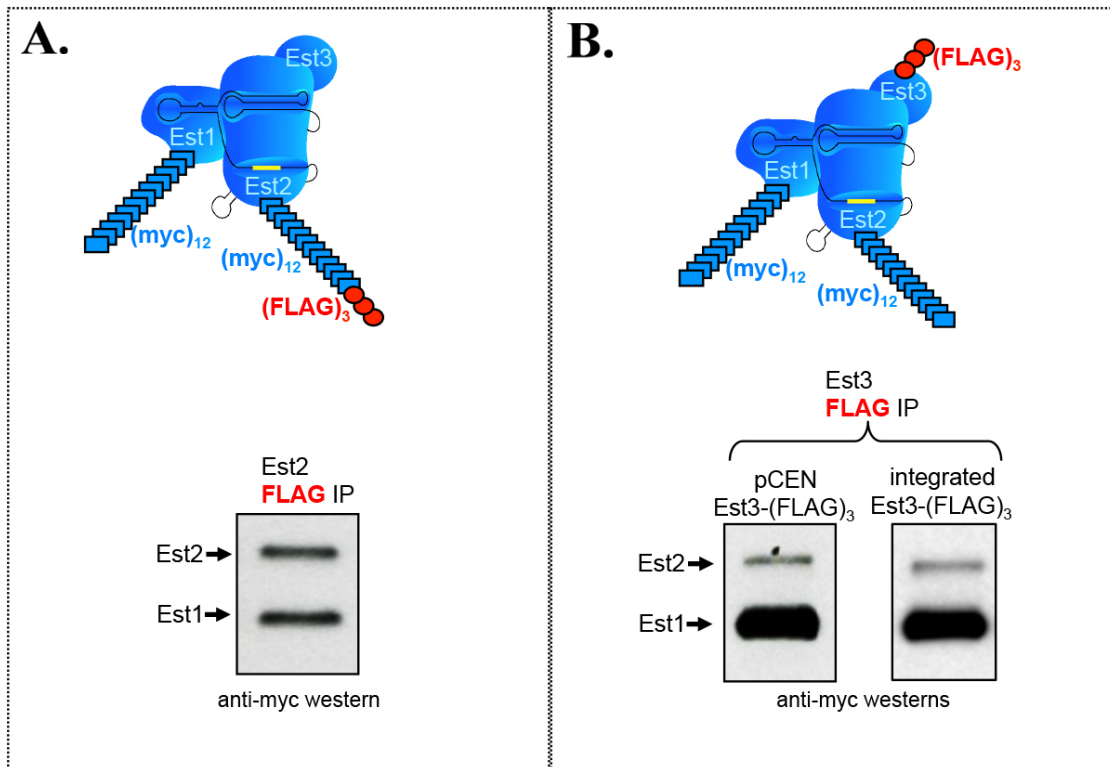 A.
Est3
Est1
Est2
(myc)12
(myc)12
(FLAG)3
Est2
FLAG IP
Est2
Est1
anti-myc western
B.
(FLAG)3
Est3
Est1
Est2
(myc)12
(myc)12
Est3
FLAG IP
pCEN
Est3-(FLAG)3
integrated
Est3-(FLAG)3
Est2
Est1
anti-myc westerns